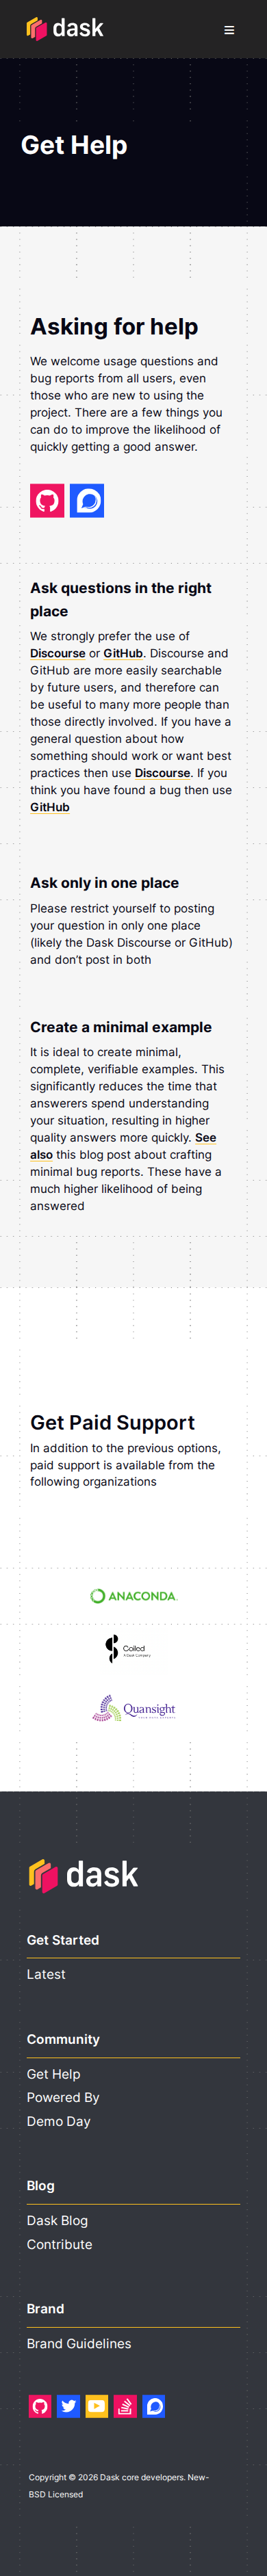 dask
Get Help
Asking for help
We welcome usage questions and
bug reports from all users, even
those who are new to using the
project. There are a few things you
can do to improve the likelihood of
quickly getting a good answer.
Ask questions in the right
place
We strongly prefer the use of
Discourse or GitHub. Discourse and
GitHub are more easily searchable
by future users, and therefore can
be useful to many more people than
those directly involved. If you have a
general question about how
something should work or want best
practices then use Discourse. If you
think you have found a bug then use
GitHub
Ask only in one place
Please restrict yourself to posting
your question in only one place
(likely the Dask Discourse or GitHub)
and don't post in both
Create a minimal example
It is ideal to create minimal,
complete, verifiable examples. This
significantly reduces the time that
answerers spend understanding
your situation, resulting in higher
quality answers more quickly. See
also this blog post about crafting
minimal bug reports. These have a
much higher likelihood of being
answered
Get Paid Support
In addition to the previous options,
paid support is available from the
following organizations
ANACONDA.
Coiled
A Dask Company
Quansight
dask
Get Started
Latest
Community
Get Help
Powered By
Demo Day
Blog
Dask Blog
Contribute
Brand
Brand Guidelines
Copyright © 2026 Dask core developers. New-
BSD Licensed